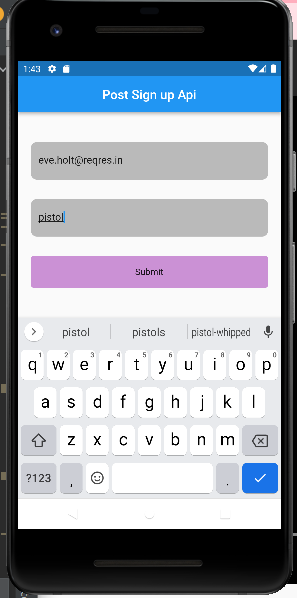 1:43
Post Sign up Api
eve.holt@reqres.in
pistol
Submit
pistol pistols pistol-whipped
1 2 3 4 5 6 7 8 9 0
q w e r t y u i o p
a s d f g h j k l
z x c v b n m
?123 , .